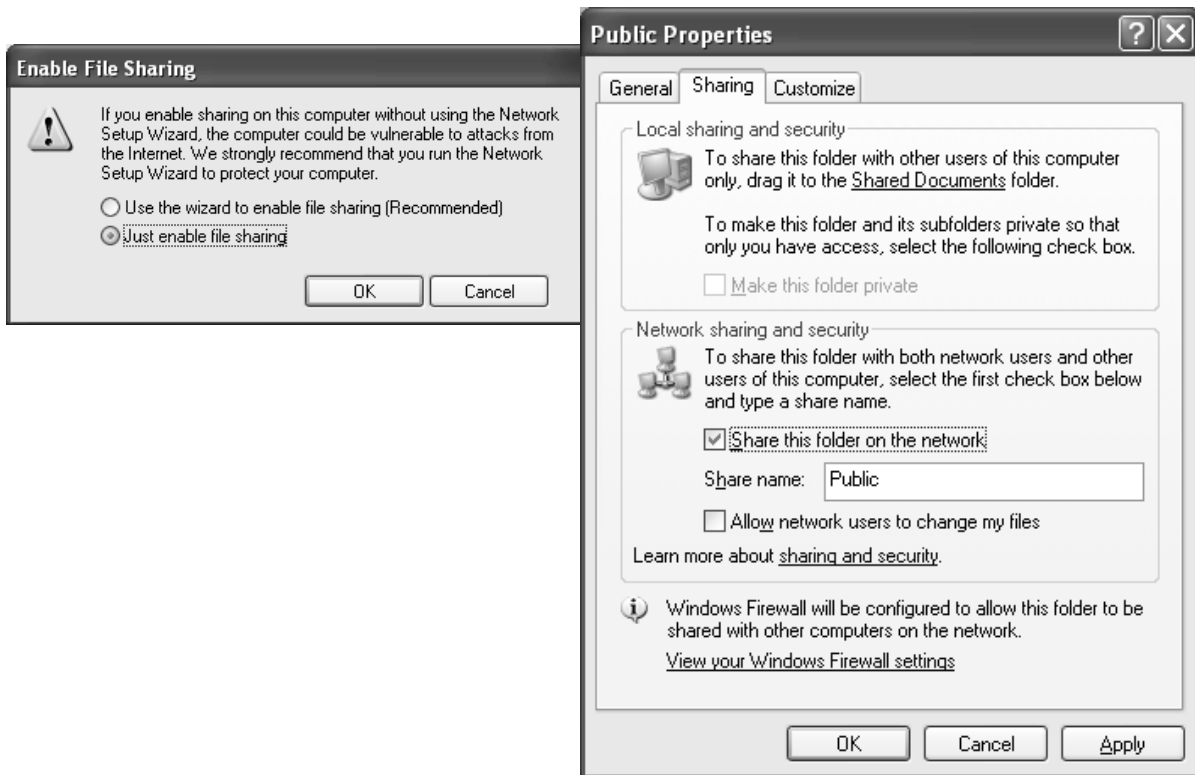 Enable File Sharing
If you enable sharing on this computer without using the Network
Setup Wizard, the computer could be vulnerable to attacks from
the Internet. We strongly recommend that you run the Network
Setup Wizard to protect your computer.
Use the wizard to enable file sharing (Recommended)
Just enable file sharing
OK Cancel
Public Properties
General Sharing Customize
Local sharing and security
To share this folder with other users of this computer
only, drag it to the Shared Documents folder.
To make this folder and its subfolders private so that
only you have access, select the following check box.
Make this folder private
Network sharing and security
To share this folder with both network users and other
users of this computer, select the first check box below
and type a share name.
Share this folder on the network
Share name: Public
Allow network users to change my files
Learn more about sharing and security.
Windows Firewall will be configured to allow this folder to be
shared with other computers on the network.
View your Windows Firewall settings
OK Cancel Apply